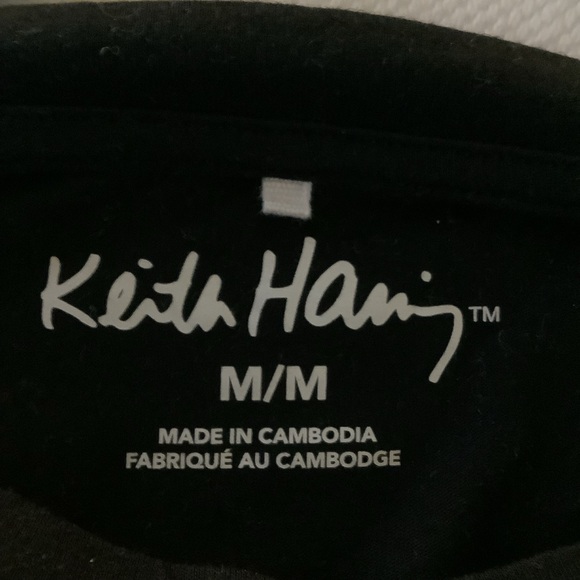 Keith Haring™
M/M
MADE IN CAMBODIA
FABRIQUÉ AU CAMBODGE